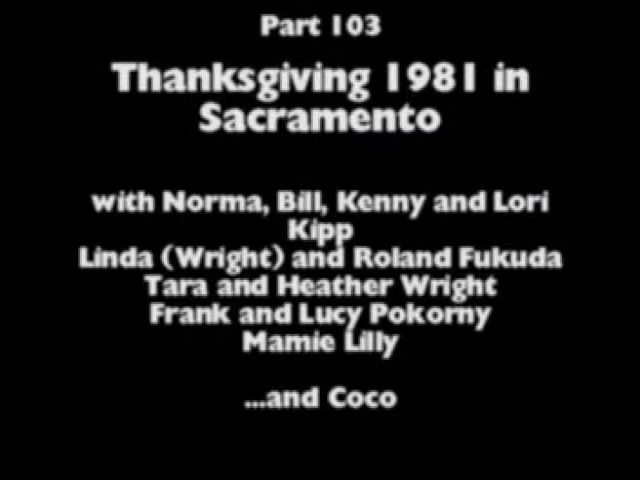 Part 103
Thanksgiving 1981 in
Sacramento
with Norma, Bill, Kenny and Lori
Kipp
Linda (Wright) and Roland Fukuda
Tara and Heather Wright
Frank and Lucy Pokorny
Mamie Lilly
...and Coco